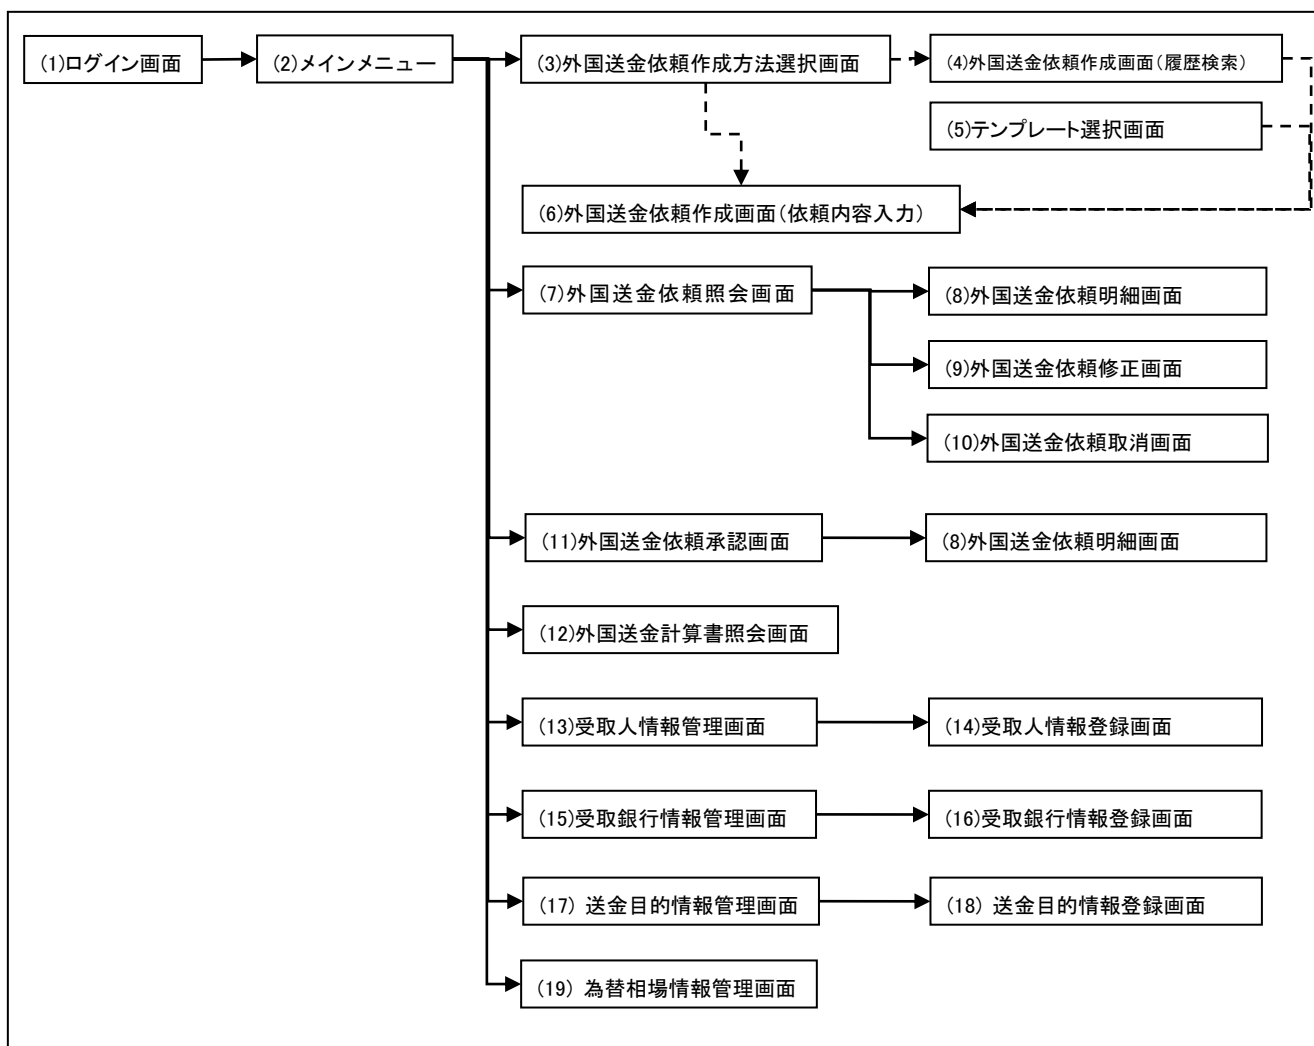 (1)ログイン画面
(2)メインメニュー
(3)外国送金依頼作成方法選択画面
(4)外国送金依頼作成画面(履歴検索)
(5)テンプレート選択画面
(6)外国送金依頼作成画面(依頼内容入力)
(7)外国送金依頼照会画面
(8)外国送金依頼明細画面
(9)外国送金依頼修正画面
(10)外国送金依頼取消画面
(11)外国送金依頼承認画面
(8)外国送金依頼明細画面
(12)外国送金計算書照会画面
(13)受取人情報管理画面
(14)受取人情報登録画面
(15)受取銀行情報管理画面
(16)受取銀行情報登録画面
(17) 送金目的情報管理画面
(18) 送金目的情報登録画面
(19) 為替相場情報管理画面